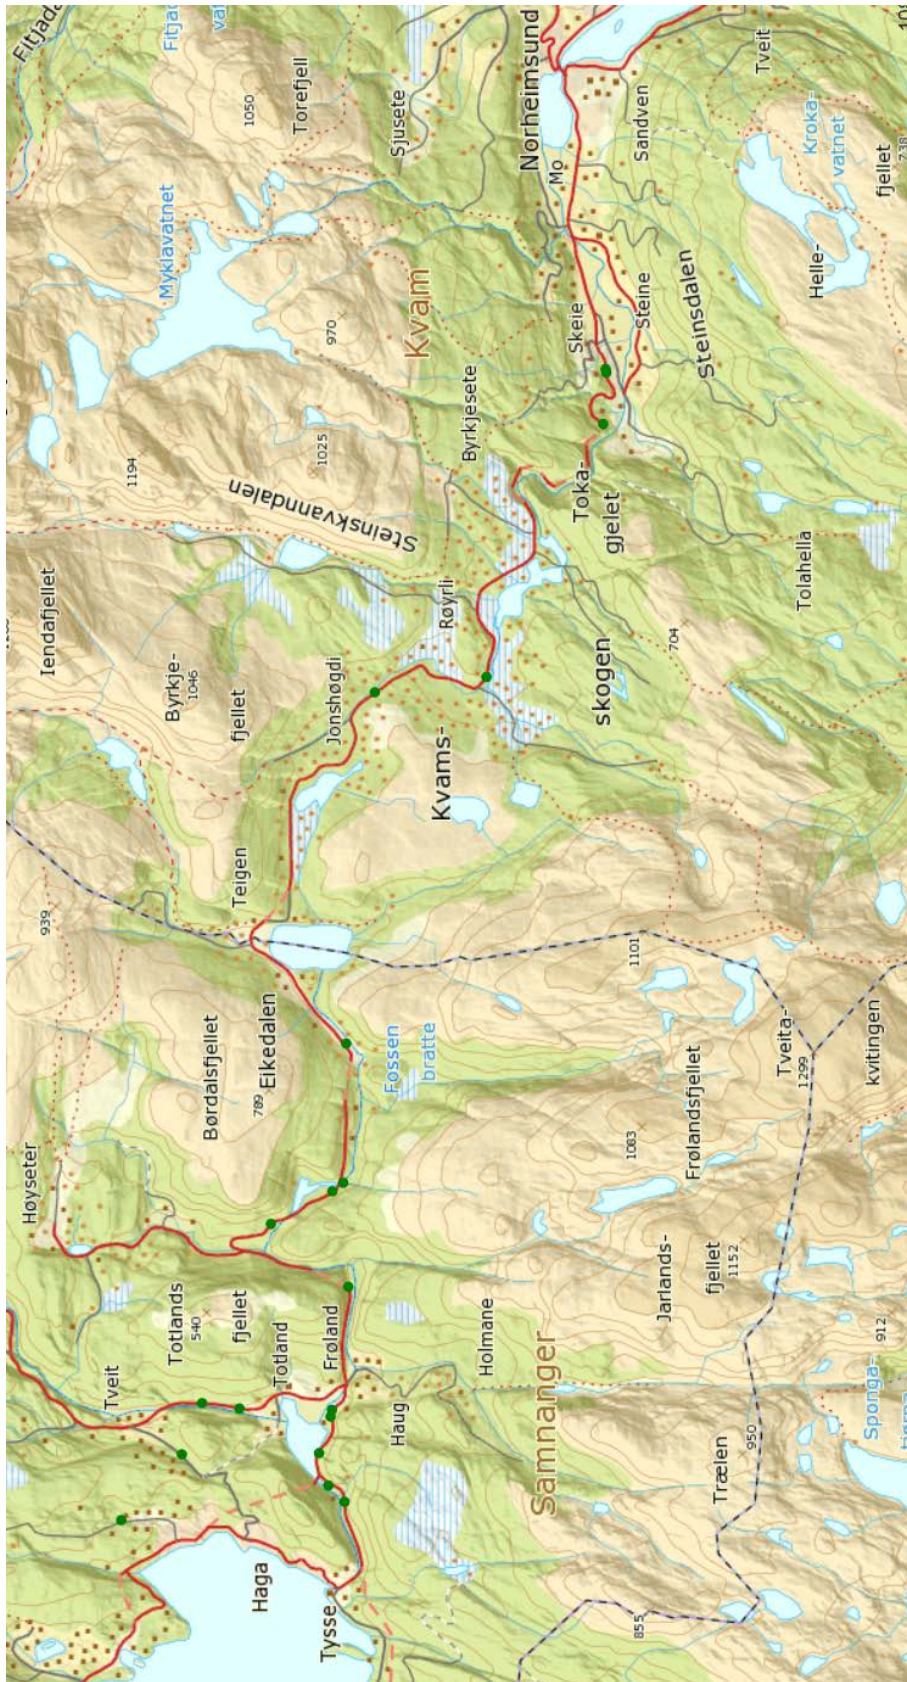 939
Høyseter
Iendafjellet
Fitjada
Tveit
1194
Myklavatnet
Totlands
540
Byrkje-
1046
Børdalsfjellet
fjellet
fjellet
Teigen
Steinskvanndalen
1050
Haga
Totland
789
Eikedalen
Torefjell
1025
970
Tysse
Frøland
Jonshøgdi
Haug
Fossen
bratte
Sjusete
Kvam
Kvams-
Røyrli
Byrkjesete
Holmane
Samnanger
Norheimsund
Mo
Skeie
Toka-
gjelet
skogen
Steine
Sandven
855
1083
1101
704
Jarlands-
fjellet
1152
Frølandsfjellet
Steinsdalen
Trælen
950
Tveita-
1299
kvitingen
Tolahella
Tveit
Kroka-
vatnet
Helle-
fjellet
738
912
Sponga-